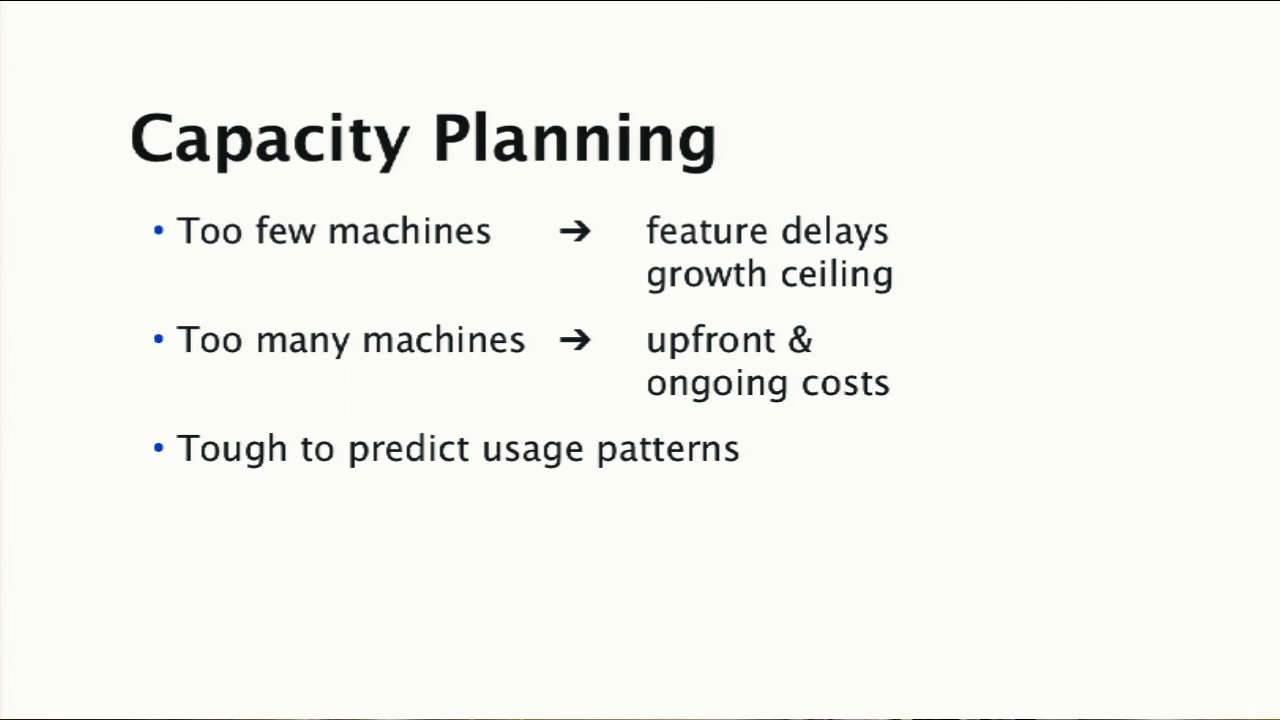 Capacity Planning
• Too few machines ➔ feature delays
growth ceiling
• Too many machines ➔ upfront &
ongoing costs
• Tough to predict usage patterns